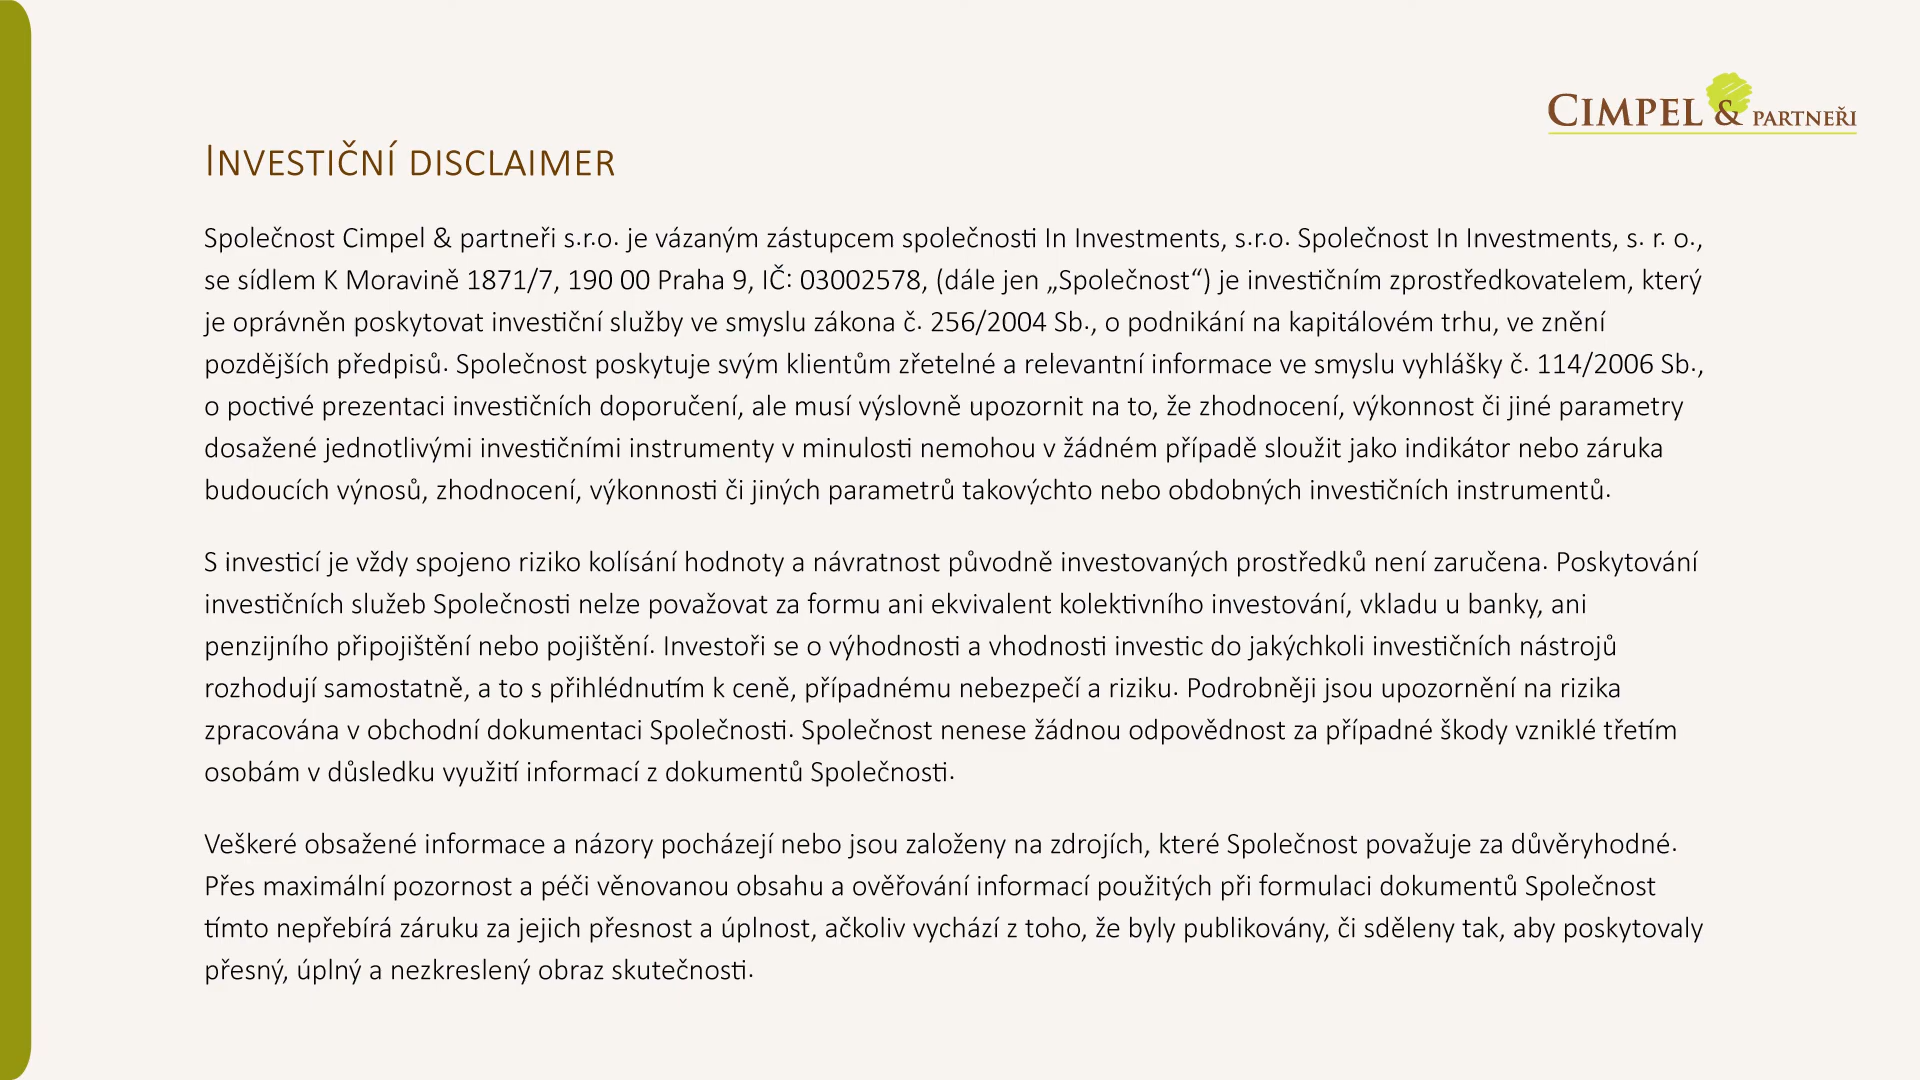 CIMPEL & PARTNEŘI
INVESTIČNÍ DISCLAIMER
Společnost Cimpel & partneři s.r.o. je vázaným zástupcem společnosti In Investments, s.r.o. Společnost In Investments, s. r. o.,
se sídlem K Moravině 1871/7, 190 00 Praha 9, IČ: 03002578, (dále jen „Společnost“) je investičním zprostředkovatelem, který
je oprávněn poskytovat investiční služby ve smyslu zákona č. 256/2004 Sb., o podnikání na kapitálovém trhu, ve znění
pozdějších předpisů. Společnost poskytuje svým klientům zřetelné a relevantní informace ve smyslu vyhlášky č. 114/2006 Sb.,
o poctivé prezentaci investičních doporučení, ale musí výslovně upozornit na to, že zhodnocení, výkonnost či jiné parametry
dosažené jednotlivými investičními instrumenty v minulosti nemohou v žádném případě sloužit jako indikátor nebo záruka
budoucích výnosů, zhodnocení, výkonnosti či jiných parametrů takovýchto nebo obdobných investičních instrumentů.
S investicí je vždy spojeno riziko kolísání hodnoty a návratnost původně investovaných prostředků není zaručena. Poskytování
investičních služeb Společnosti nelze považovat za formu ani ekvivalent kolektivního investování, vkladu u banky, ani
penzijního připojištění nebo pojištění. Investoři se o výhodnosti a vhodnosti investic do jakýchkoli investičních nástrojů
rozhodují samostatně, a to s přihlédnutím k ceně, případnému nebezpečí a riziku. Podrobněji jsou upozornění na rizika
zpracována v obchodní dokumentaci Společnosti. Společnost nenese žádnou odpovědnost za případné škody vzniklé třetím
osobám v důsledku využití informací z dokumentů Společnosti.
Veškeré obsažené informace a názory pocházejí nebo jsou založeny na zdrojích, které Společnost považuje za důvěryhodné.
Přes maximální pozornost a péči věnovanou obsahu a ověřování informací použitých při formulaci dokumentů Společnost
tímto nepřebírá záruku za jejich přesnost a úplnost, ačkoliv vychází z toho, že byly publikovány, či sděleny tak, aby poskytovaly
přesný, úplný a nezkreslený obraz skutečnosti.